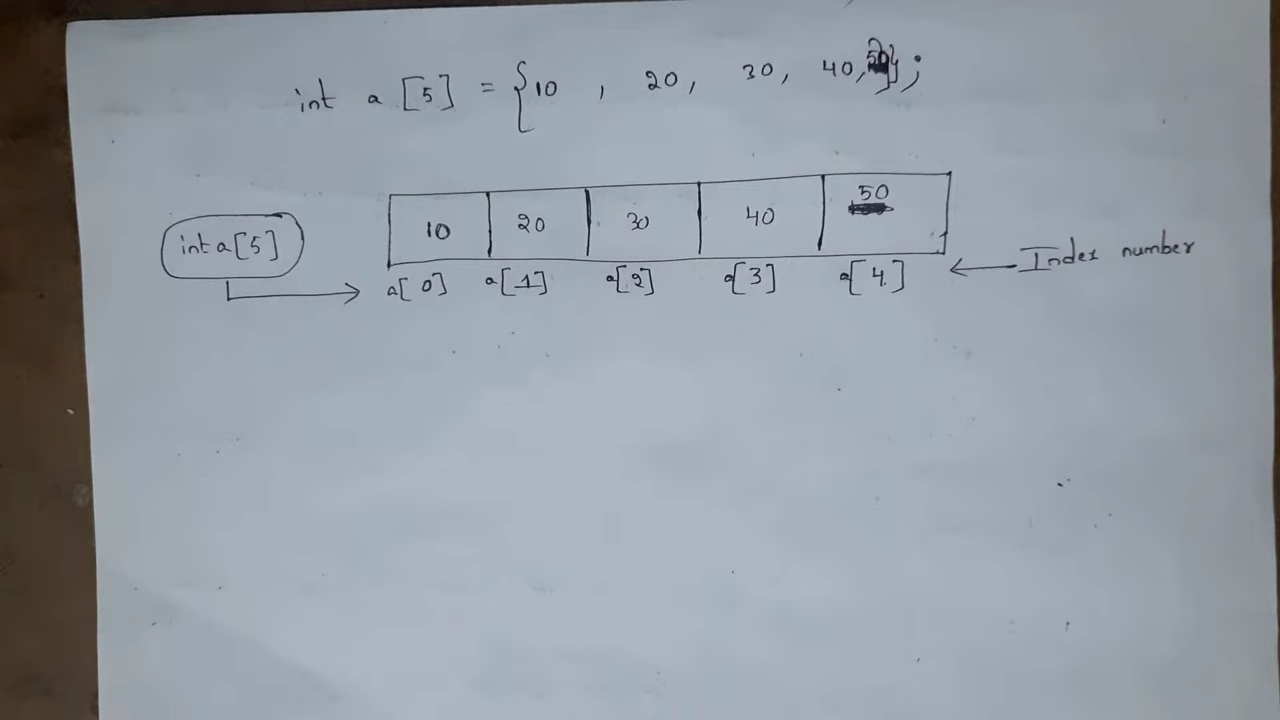 int a [5] = {10 , 20, 30, 40, 50};
10 20 30 40 50
int a[5]
a[0] a[1] a[2] a[3] a[4] ← Index number